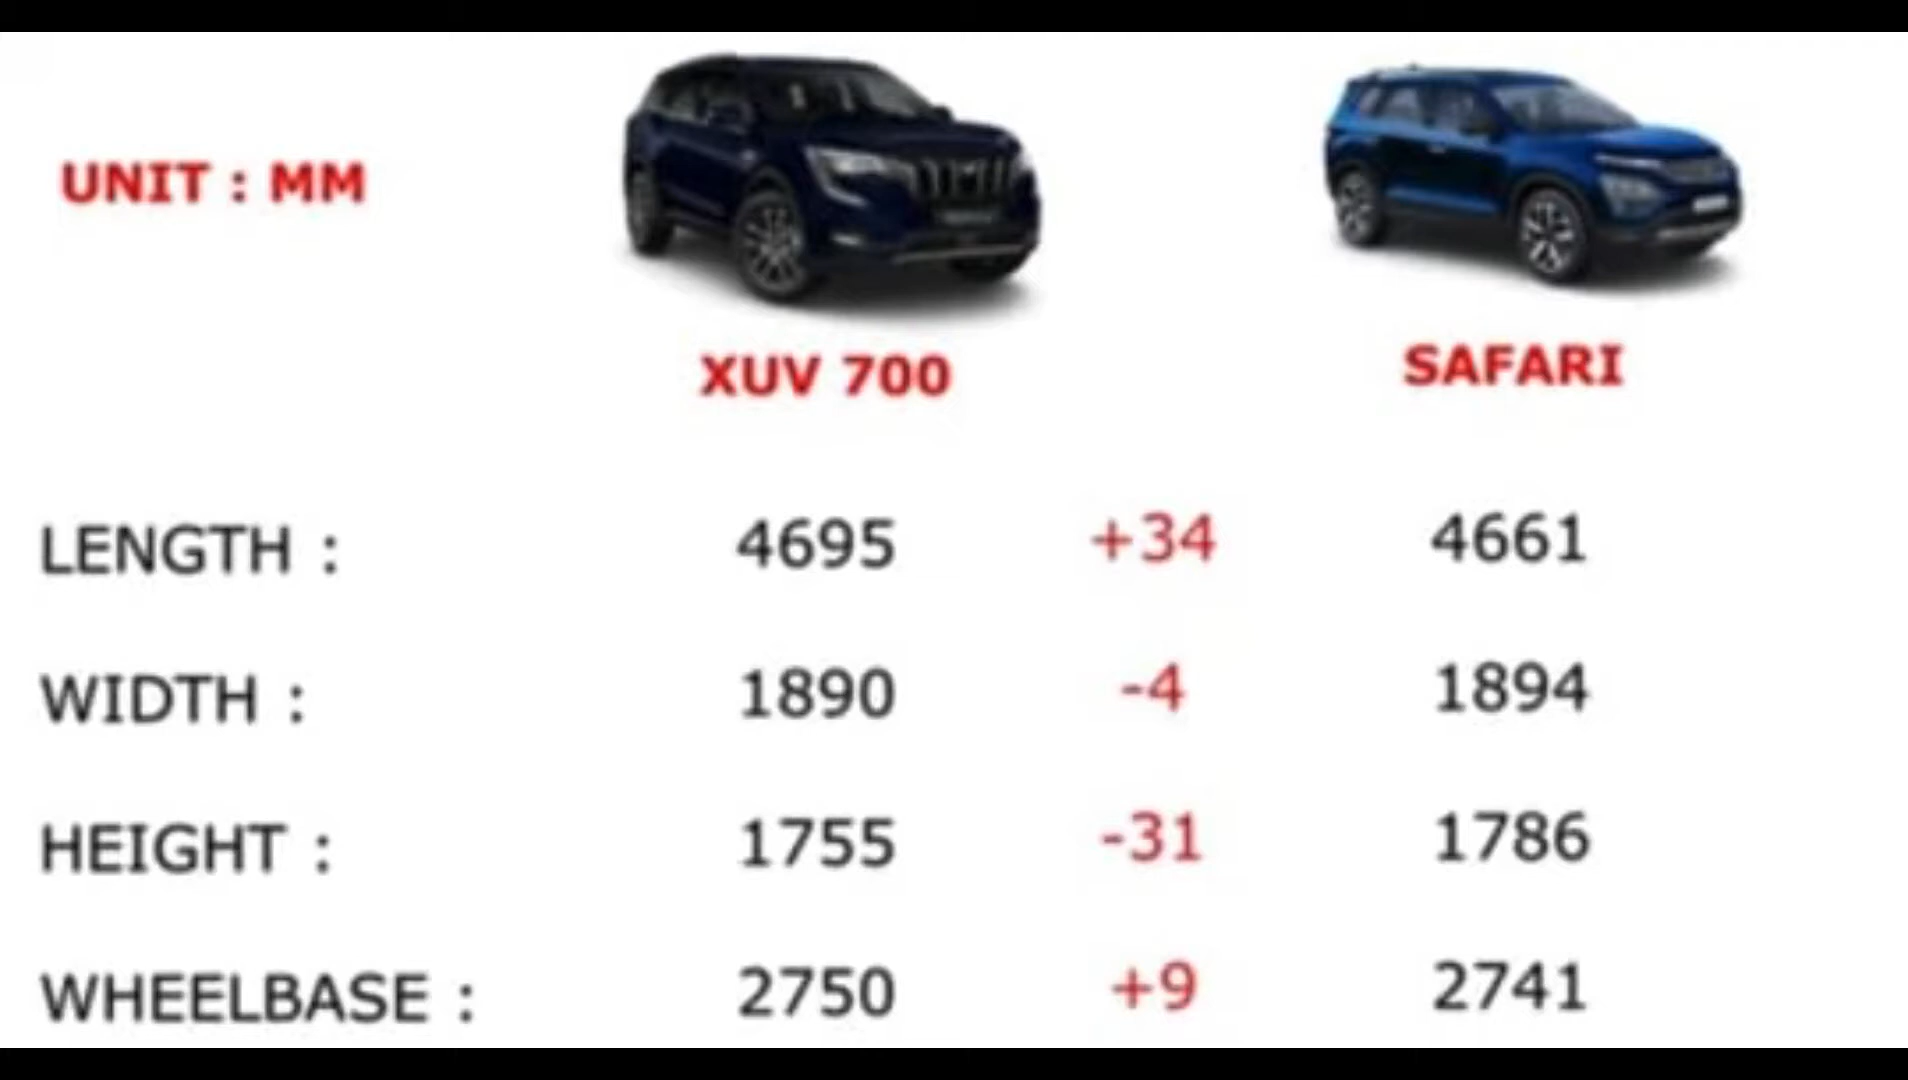 UNIT : MM
XUV 700 SAFARI
LENGTH : 4695 +34 4661
WIDTH : 1890 -4 1894
HEIGHT : 1755 -31 1786
WHEELBASE : 2750 +9 2741